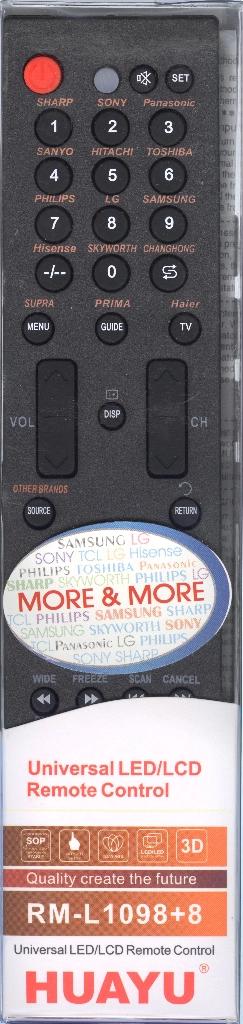 SET
SHARP SONY Panasonic
1 2 3
SANYO HITACHI TOSHIBA
4 5 6
PHILIPS LG SAMSUNG
7 8 9
Hisense SKYWORTH CHANGHONG
-/-- 0
SUPRA PRIMA Haier
MENU GUIDE TV
VOL DISP CH
OTHER BRANDS
SOURCE RETURN
SAMSUNG LG
SONY TCL LG Hisense
PHILIPS TOSHIBA Panasonic
SHARP SKYWORTH PHILIPS LG
MORE & MORE
TCL PHILIPS SAMSUNG SHARP
SAMSUNG SKYWORTH SONY
TCL Panasonic LG PHILIPS
SONY SHARP
WIDE FREEZE SCAN CANCEL
Universal LED/LCD
Remote Control
SOP 3D
Quality create the future
RM-L1098+8
Universal LED/LCD Remote Control
HUAYU®